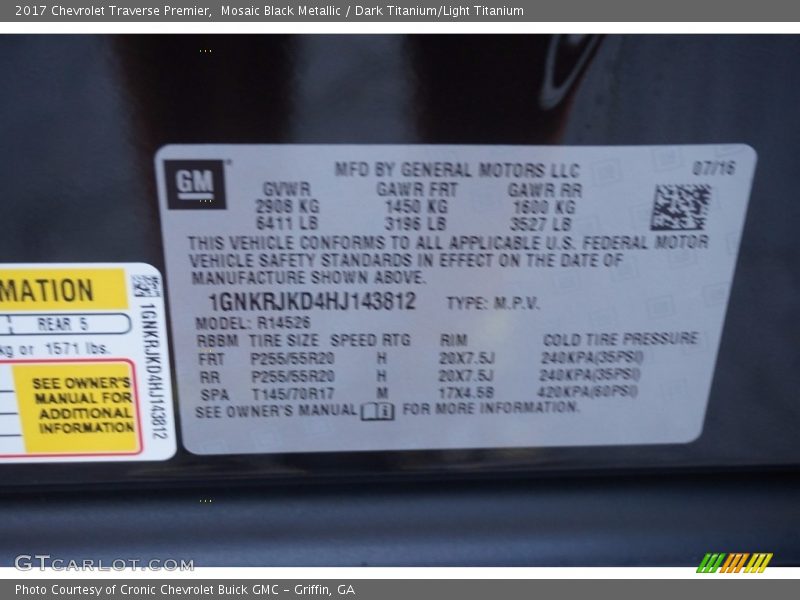 2017 Chevrolet Traverse Premier,  Mosaic Black Metallic / Dark Titanium/Light Titanium
GM
MFD BY GENERAL MOTORS LLC 07/16
GVWR GAWR FRT GAWR RR
2908 KG 1450 KG 1600 KG
6411 LB 3196 LB 3527 LB
THIS VEHICLE CONFORMS TO ALL APPLICABLE U.S. FEDERAL MOTOR
VEHICLE SAFETY STANDARDS IN EFFECT ON THE DATE OF
MANUFACTURE SHOWN ABOVE.
1GNKRJKD4HJ143812 TYPE: M.P.V.
MODEL: R14526
RBBM TIRE SIZE SPEED RTG RIM COLD TIRE PRESSURE
FRT P255/55R20 H 20X7.5J 240KPA(35PSI)
RR P255/55R20 H 20X7.5J 240KPA(35PSI)
SPA T145/70R17 M 17X4.5B 420KPA(60PSI)
SEE OWNER'S MANUAL FOR MORE INFORMATION.
MATION
REAR 5
kg or 1571 lbs.
SEE OWNER'S
MANUAL FOR
ADDITIONAL
INFORMATION
1GNKRJKD4HJ143812
GTCARLOT.COM
Photo Courtesy of Cronic Chevrolet Buick GMC – Griffin, GA